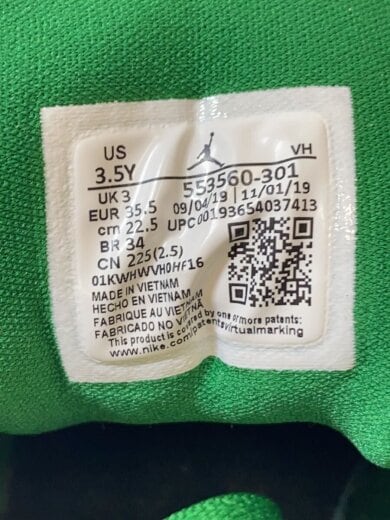 US VH
3.5Y 553560-301
UK 3 09/04/19 | 11/01/19
EUR 35.5 UPC00193654037413
cm 22.5
BR 34
CN 225(2.5)
01KWHWVH0HF16
MADE IN VIETNAM
HECHO EN VIETNAM
FABRIQUE AU VIETNAM
FABRICADO NO VIETNÃ
This product is covered by one or more patents:
www.nike.com/patentsvirtualmarking